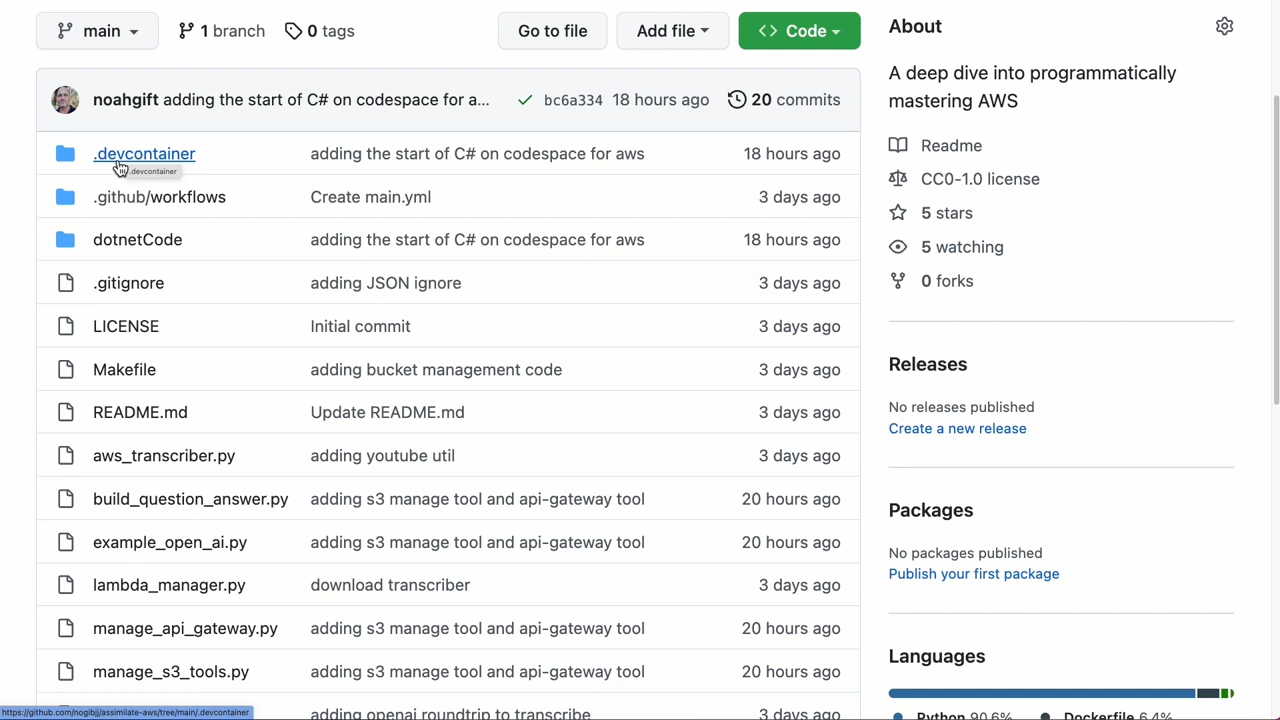 main
1 branch
0 tags
Go to file
Add file
Code
noahgift adding the start of C# on codespace for a...
bc6a334 18 hours ago
20 commits
.devcontainer adding the start of C# on codespace for aws 18 hours ago
.devcontainer
.github/workflows Create main.yml 3 days ago
dotnetCode adding the start of C# on codespace for aws 18 hours ago
.gitignore adding JSON ignore 3 days ago
LICENSE Initial commit 3 days ago
Makefile adding bucket management code 3 days ago
README.md Update README.md 3 days ago
aws_transcriber.py adding youtube util 3 days ago
build_question_answer.py adding s3 manage tool and api-gateway tool 20 hours ago
example_open_ai.py adding s3 manage tool and api-gateway tool 20 hours ago
lambda_manager.py download transcriber 3 days ago
manage_api_gateway.py adding s3 manage tool and api-gateway tool 20 hours ago
manage_s3_tools.py adding s3 manage tool and api-gateway tool 20 hours ago
adding openai roundtrip to transcribe 3 days ago
https://github.com/nogibjj/assimilate-aws/tree/main/.devcontainer
About
A deep dive into programmatically
mastering AWS
Readme
CC0-1.0 license
5 stars
5 watching
0 forks
Releases
No releases published
Create a new release
Packages
No packages published
Publish your first package
Languages
Python 90.6% Dockerfile 6.4%